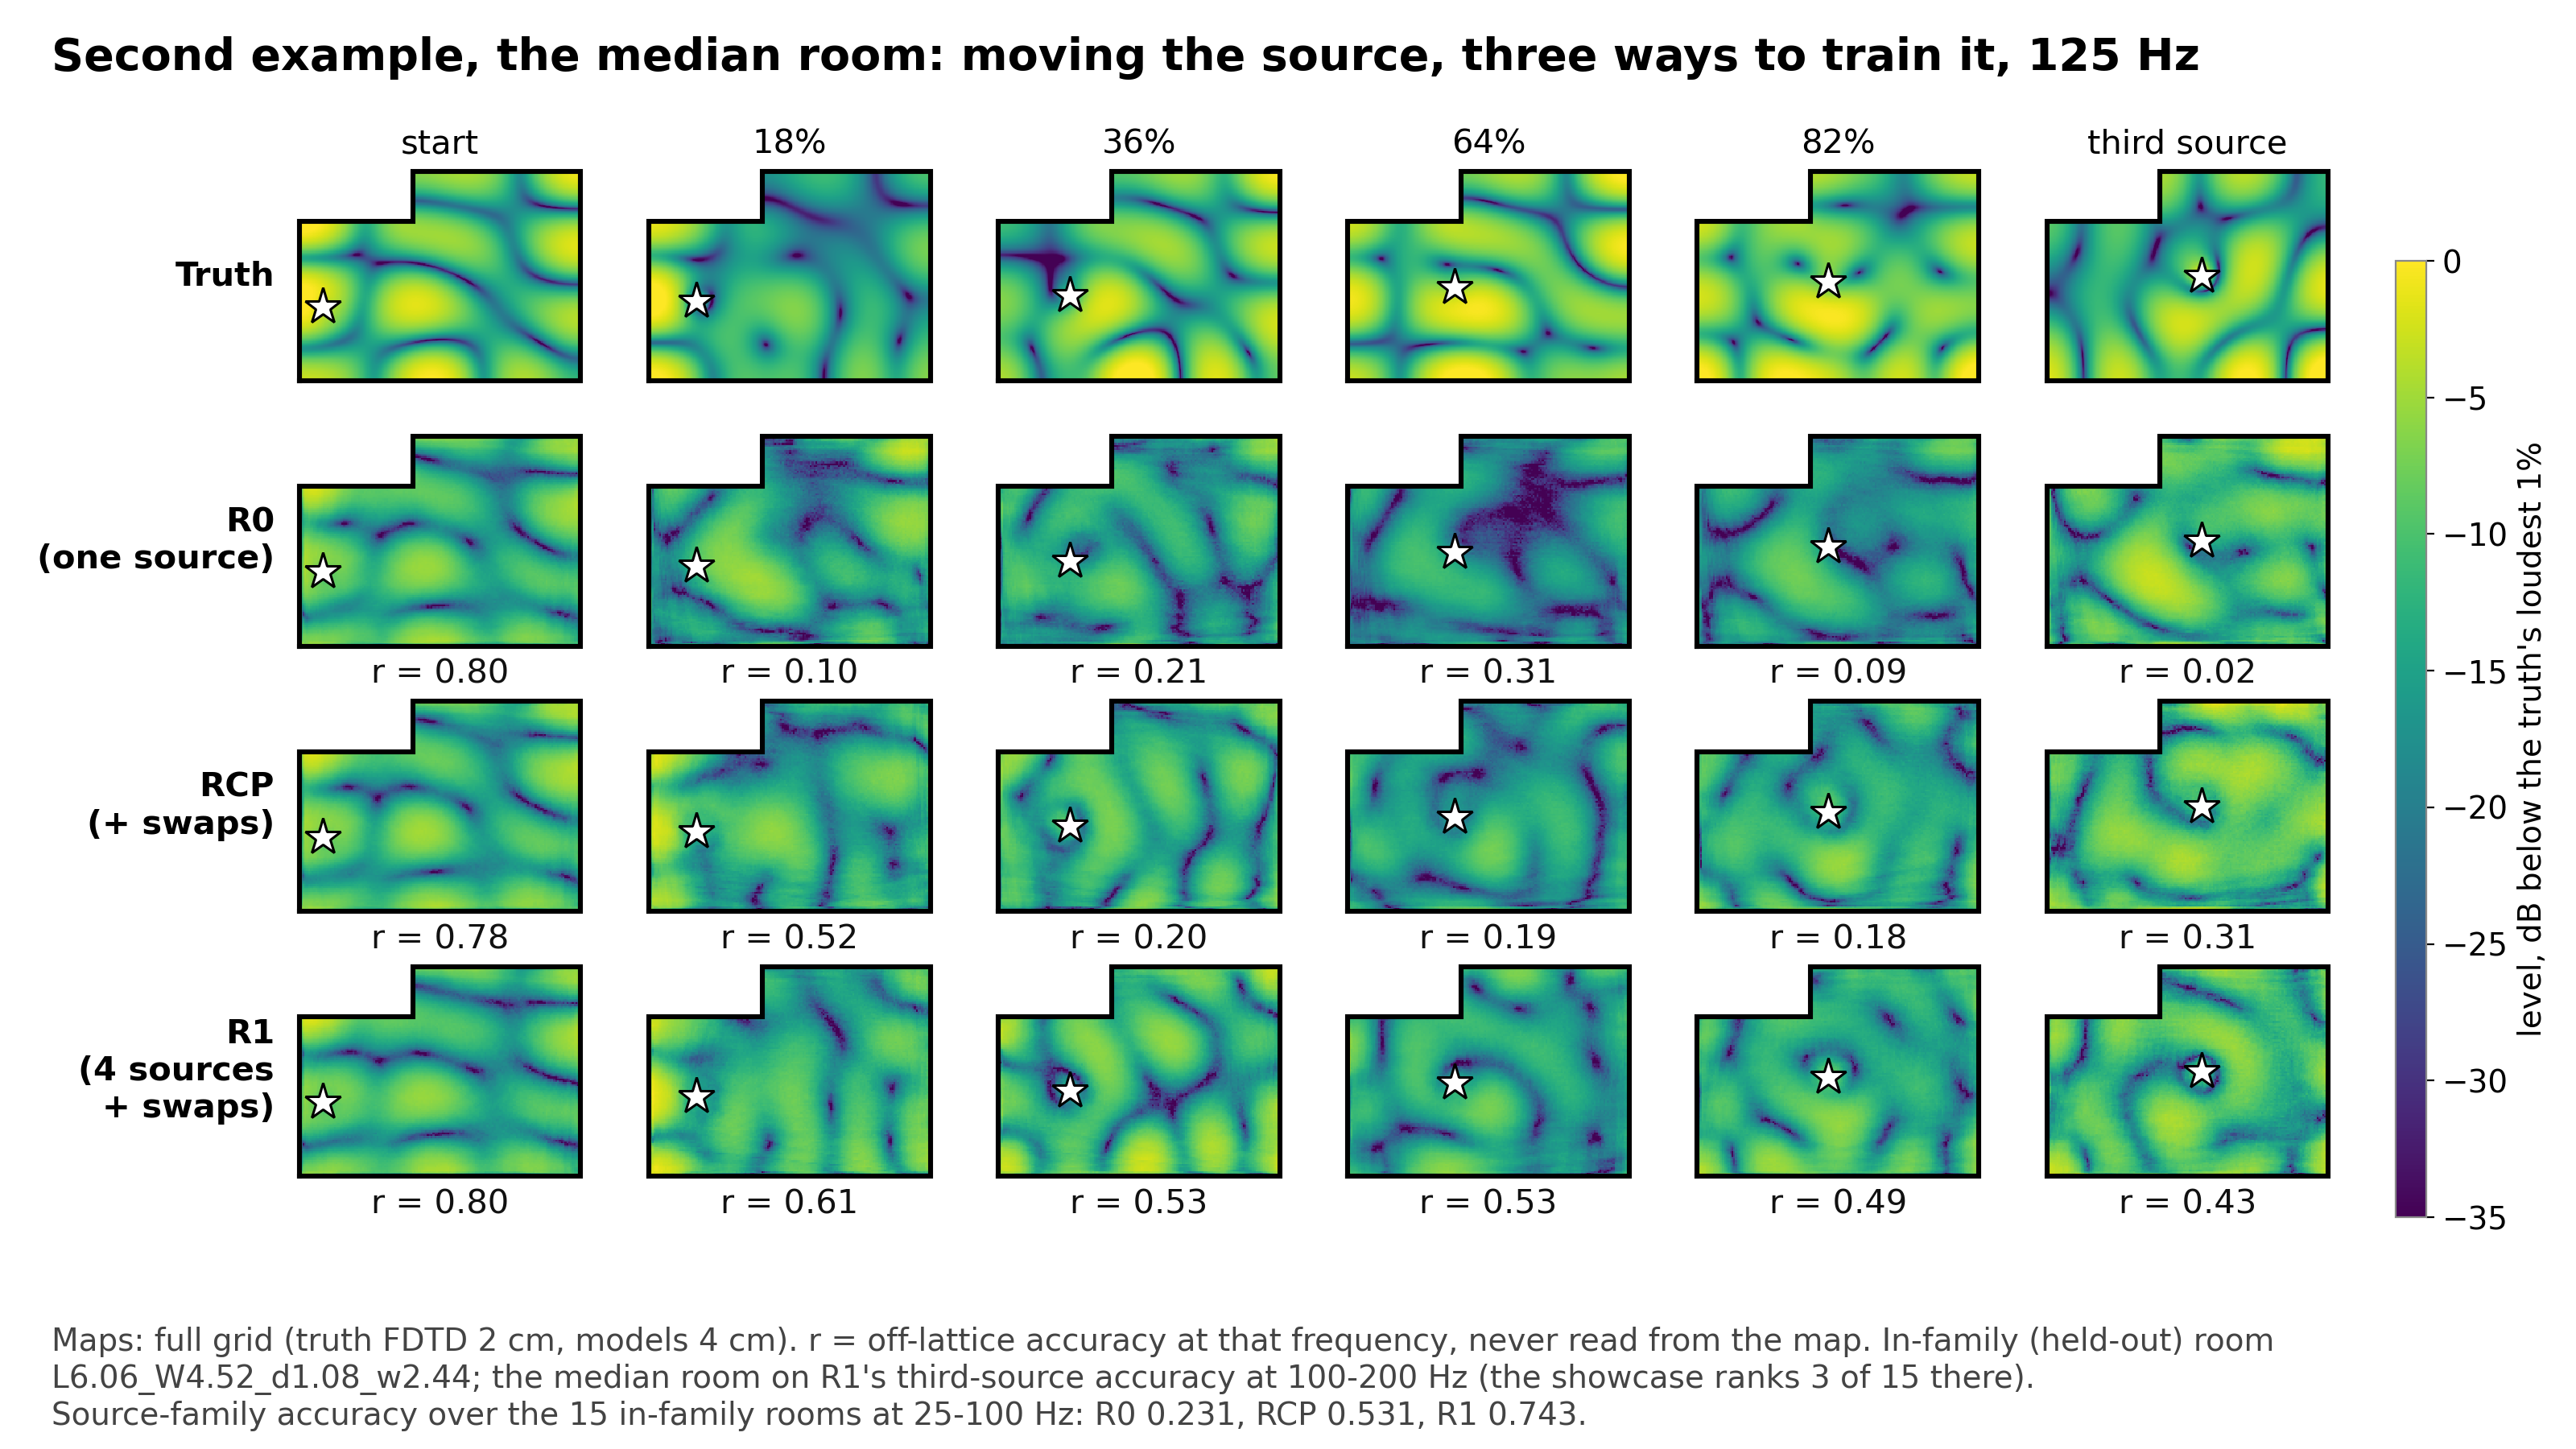 Second example, the median room: moving the source, three ways to train it, 125 Hz
start
18%
36%
64%
82%
third source
Truth
R0
(one source)
r = 0.80
r = 0.10
r = 0.21
r = 0.31
r = 0.09
r = 0.02
RCP
(+ swaps)
r = 0.78
r = 0.52
r = 0.20
r = 0.19
r = 0.18
r = 0.31
R1
(4 sources
+ swaps)
r = 0.80
r = 0.61
r = 0.53
r = 0.53
r = 0.49
r = 0.43
0
−5
−10
−15
−20
−25
−30
−35
level, dB below the truth's loudest 1%
Maps: full grid (truth FDTD 2 cm, models 4 cm). r = off-lattice accuracy at that frequency, never read from the map. In-family (held-out) room
L6.06_W4.52_d1.08_w2.44; the median room on R1's third-source accuracy at 100-200 Hz (the showcase ranks 3 of 15 there).
Source-family accuracy over the 15 in-family rooms at 25-100 Hz: R0 0.231, RCP 0.531, R1 0.743.